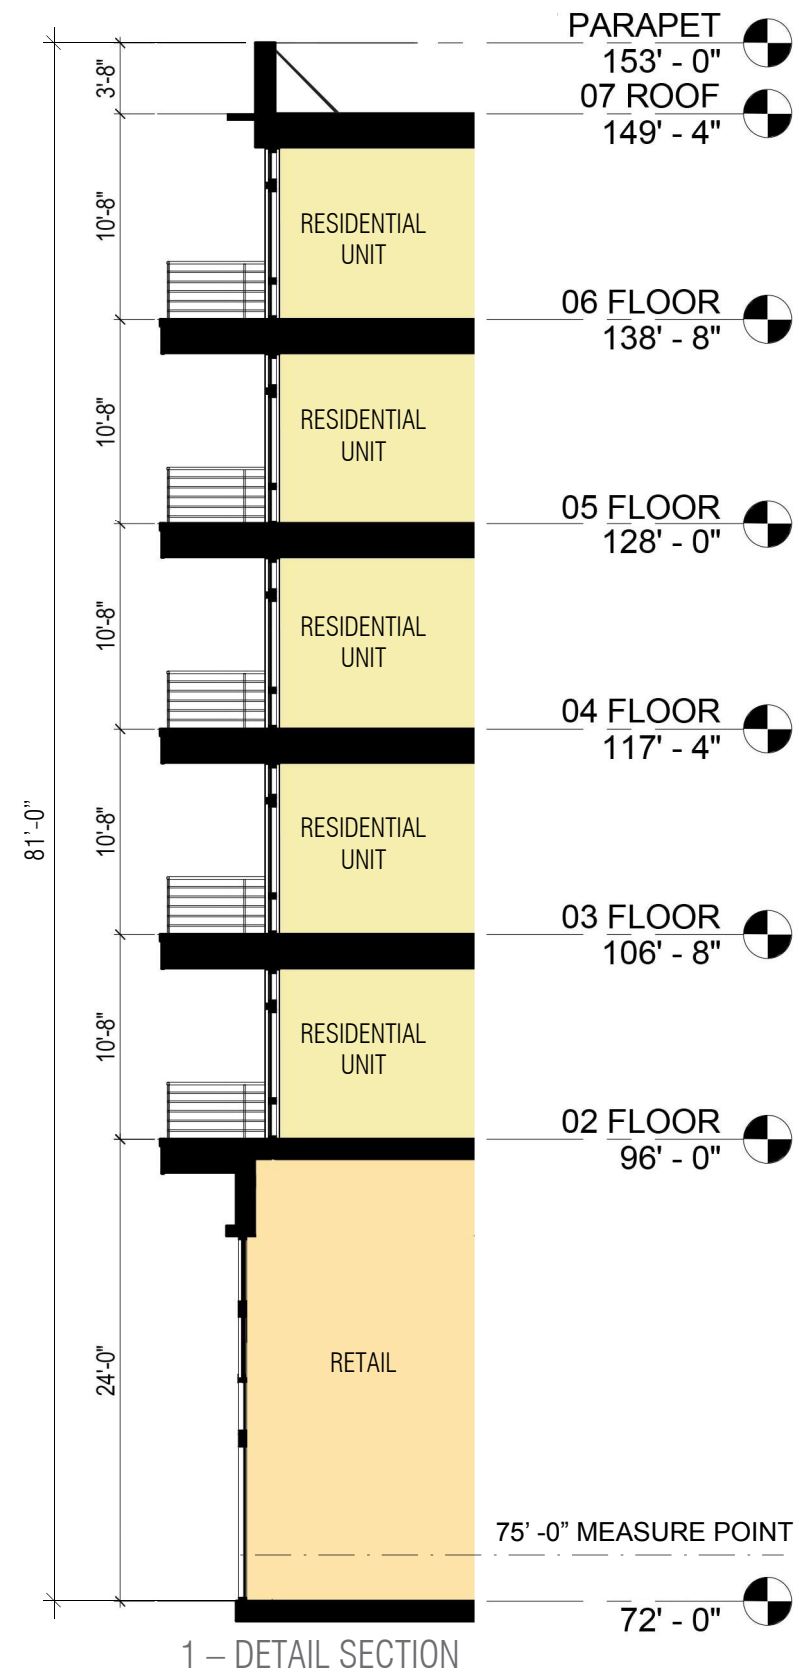 PARAPET
153' - 0"
3'-8"
07 ROOF
149' - 4"
10'-8"
RESIDENTIAL
UNIT
06 FLOOR
138' - 8"
10'-8"
RESIDENTIAL
UNIT
05 FLOOR
128' - 0"
10'-8"
RESIDENTIAL
UNIT
04 FLOOR
117' - 4"
81'-0”
10'-8"
RESIDENTIAL
UNIT
03 FLOOR
106' - 8"
10'-8"
RESIDENTIAL
UNIT
02 FLOOR
96' - 0"
24'-0"
RETAIL
75’ -0” MEASURE POINT
72' - 0"
1 – DETAIL SECTION